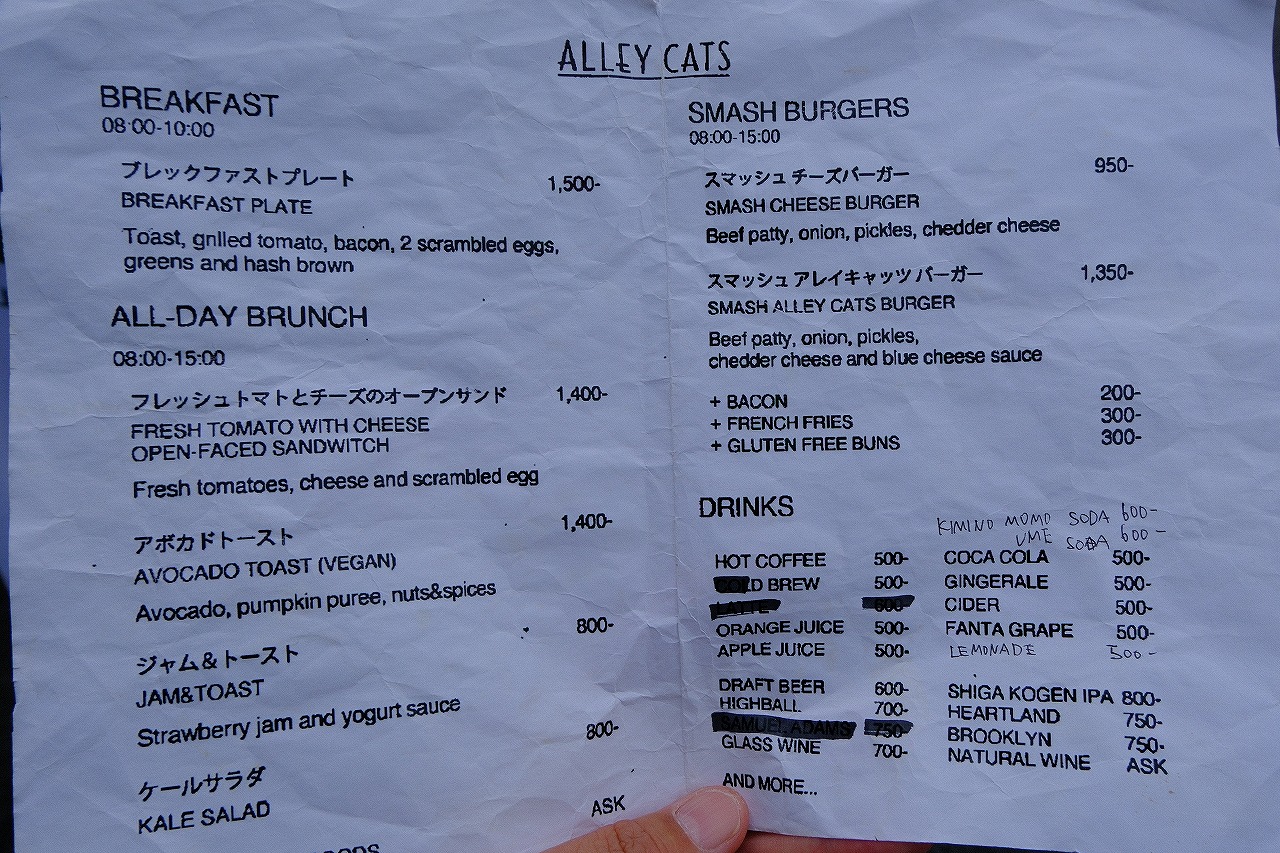 ALLEY CATS
BREAKFAST
08:00-10:00
ブレックファストプレート 1,500-
BREAKFAST PLATE
Toast, grilled tomato, bacon, 2 scrambled eggs,
greens and hash brown
ALL-DAY BRUNCH
08:00-15:00
フレッシュトマトとチーズのオープンサンド 1,400-
FRESH TOMATO WITH CHEESE
OPEN-FACED SANDWITCH
Fresh tomatoes, cheese and scrambled egg
アボカドトースト 1,400-
AVOCADO TOAST (VEGAN)
Avocado, pumpkin puree, nuts&spices
ジャム&トースト 800-
JAM&TOAST
Strawberry jam and yogurt sauce
ケールサラダ 800-
KALE SALAD
ASK
SMASH BURGERS
08:00-15:00
スマッシュ チーズバーガー 950-
SMASH CHEESE BURGER
Beef patty, onion, pickles, chedder cheese
スマッシュ アレイキャッツ バーガー 1,350-
SMASH ALLEY CATS BURGER
Beef patty, onion, pickles,
chedder cheese and blue cheese sauce
+ BACON 200-
+ FRENCH FRIES 300-
+ GLUTEN FREE BUNS 300-
DRINKS
HOT COFFEE 500-
COLD BREW 500-
LATTE 600-
ORANGE JUICE 500-
APPLE JUICE 500-
DRAFT BEER 600-
HIGHBALL 700-
SAMUEL ADAMS 750-
GLASS WINE 700-
AND MORE...
KIMINO MOMO SODA 600-
UME SODA 600-
COCA COLA 500-
GINGERALE 500-
CIDER 500-
FANTA GRAPE 500-
LEMONADE 500-
SHIGA KOGEN IPA 800-
HEARTLAND 750-
BROOKLYN 750-
NATURAL WINE ASK